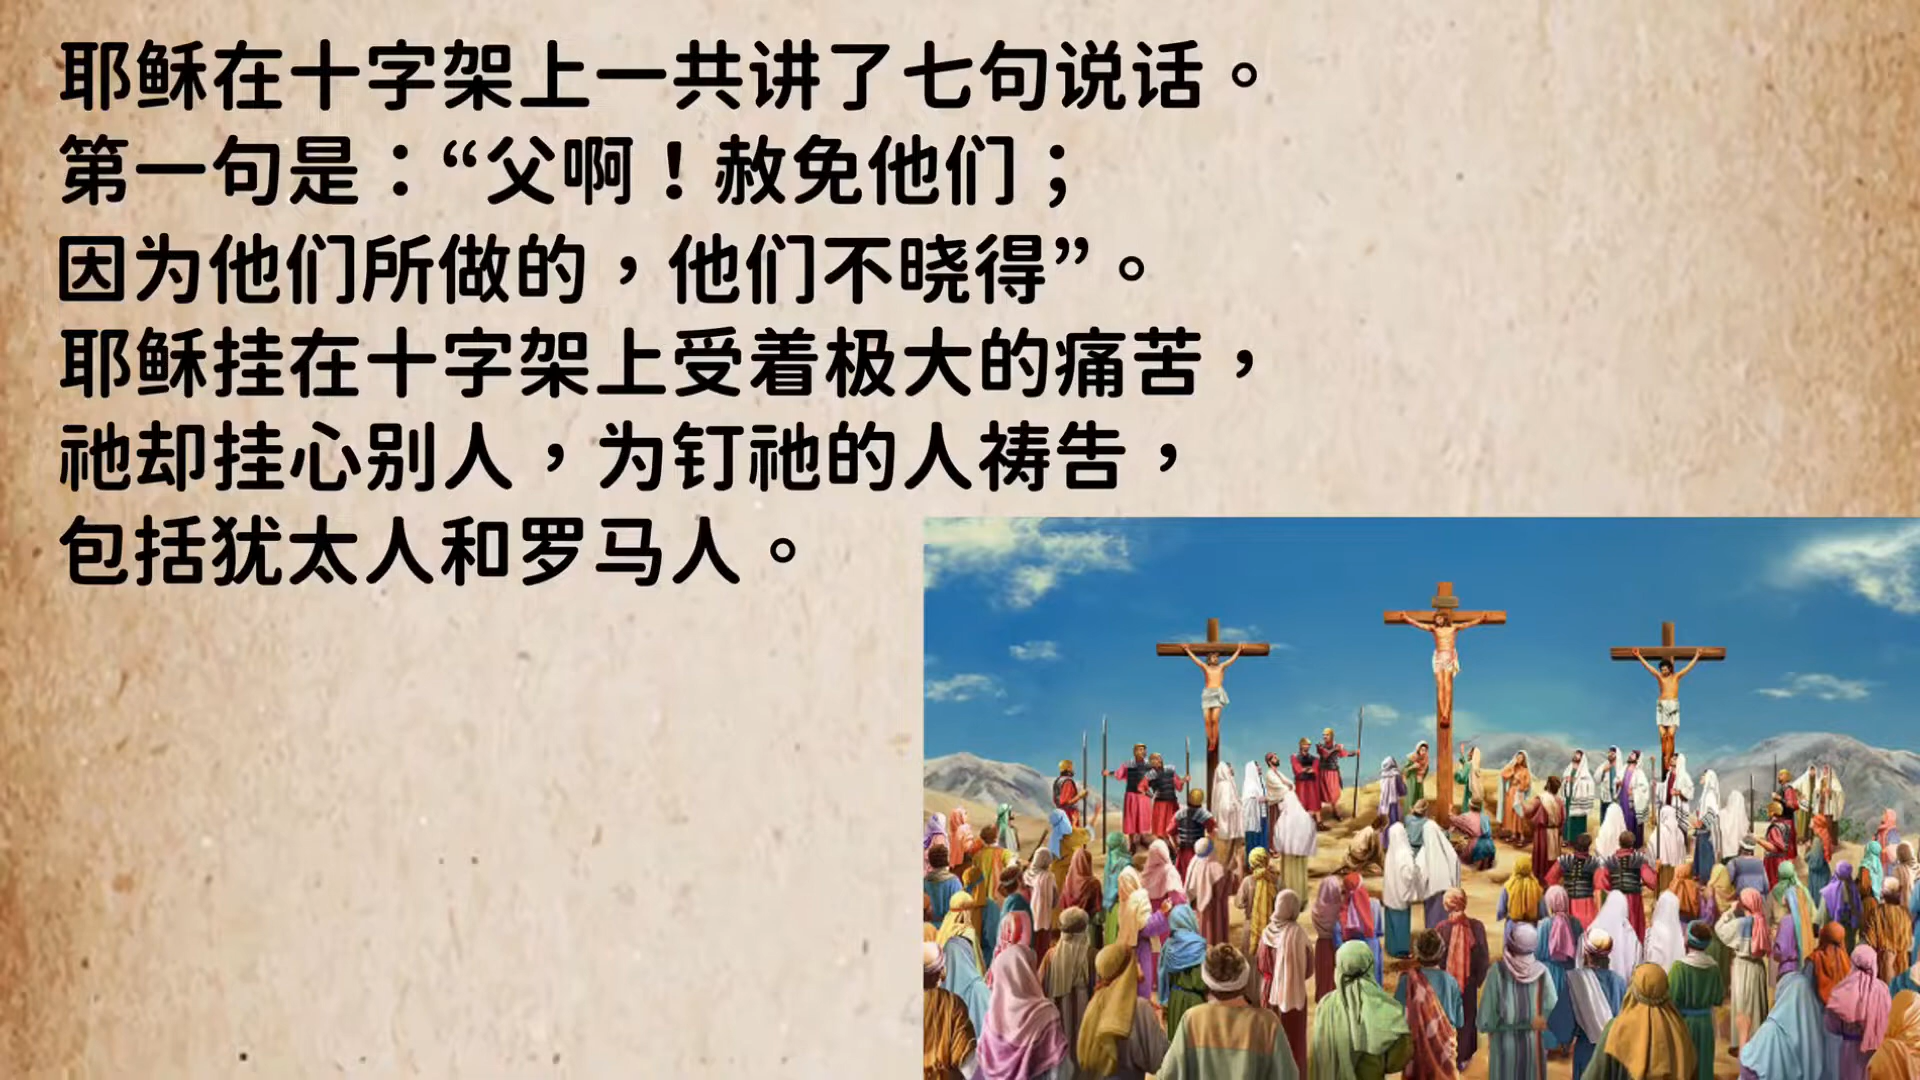 耶稣在十字架上一共讲了七句说话。
第一句是：“父啊！赦免他们；
因为他们所做的，他们不晓得”。
耶稣挂在十字架上受着极大的痛苦，
祂却挂心别人，为钉祂的人祷告，
包括犹太人和罗马人。